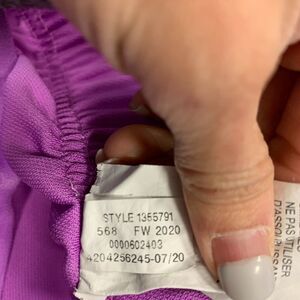 STYLE 1355791
568 FW 2020
0000602403
4204256245-07/20
NE PAS UTILISER